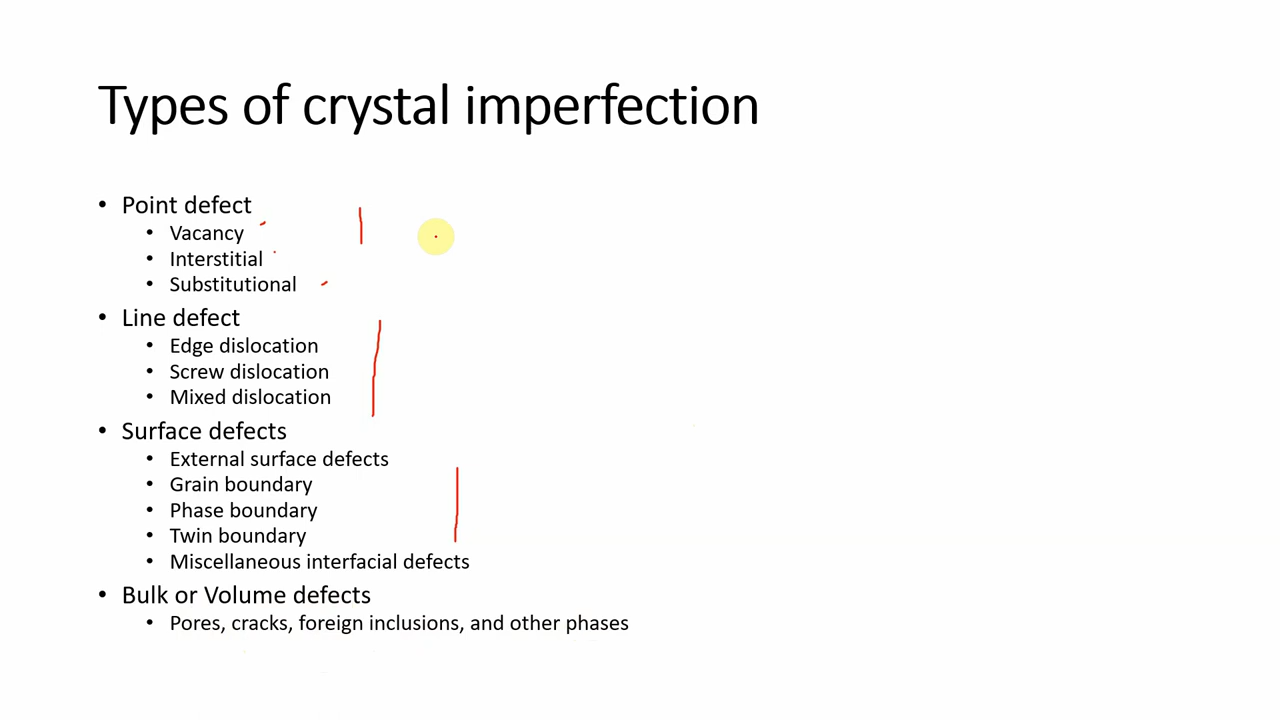 Types of crystal imperfection
• Point defect
• Vacancy
• Interstitial
• Substitutional
• Line defect
• Edge dislocation
• Screw dislocation
• Mixed dislocation
• Surface defects
• External surface defects
• Grain boundary
• Phase boundary
• Twin boundary
• Miscellaneous interfacial defects
• Bulk or Volume defects
• Pores, cracks, foreign inclusions, and other phases